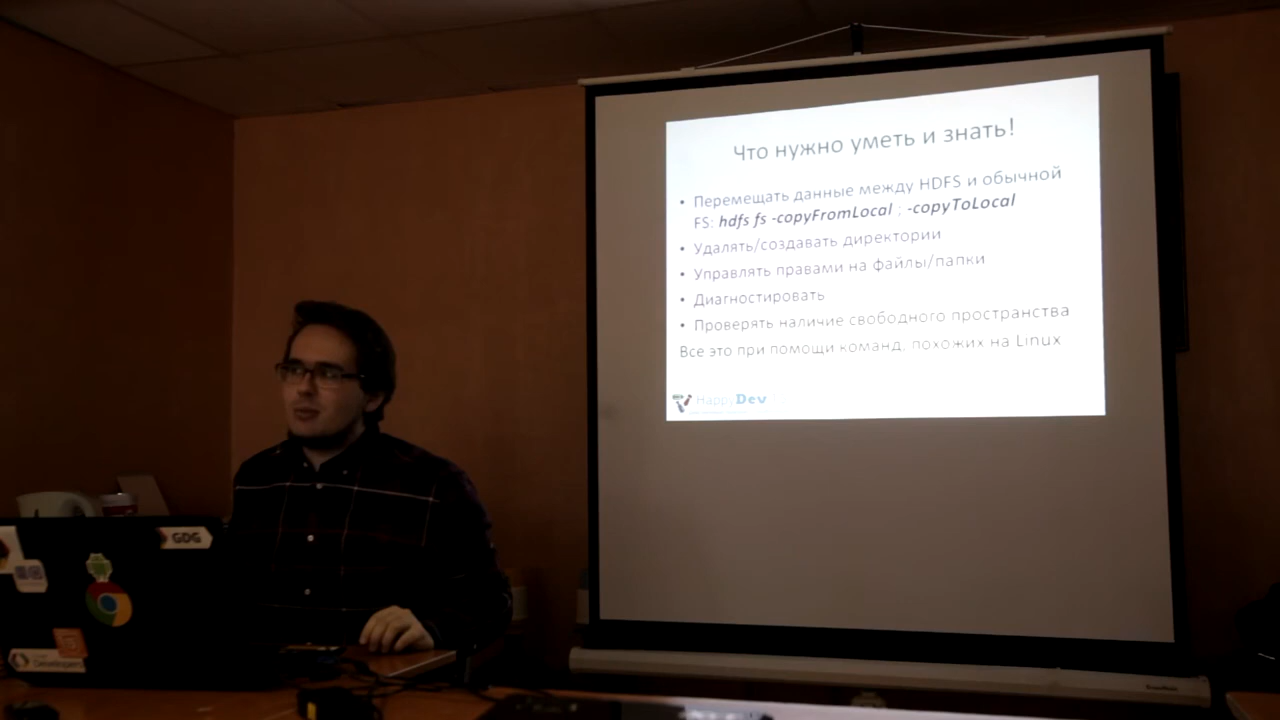 Что нужно уметь и знать!
• Перемещать данные между HDFS и обычной
FS: hdfs fs -copyFromLocal ; -copyToLocal
• Удалять/создавать директории
• Управлять правами на файлы/папки
• Диагностировать
• Проверять наличие свободного пространства
Все это при помощи команд, похожих на Linux
HappyDev
GDG
Developers